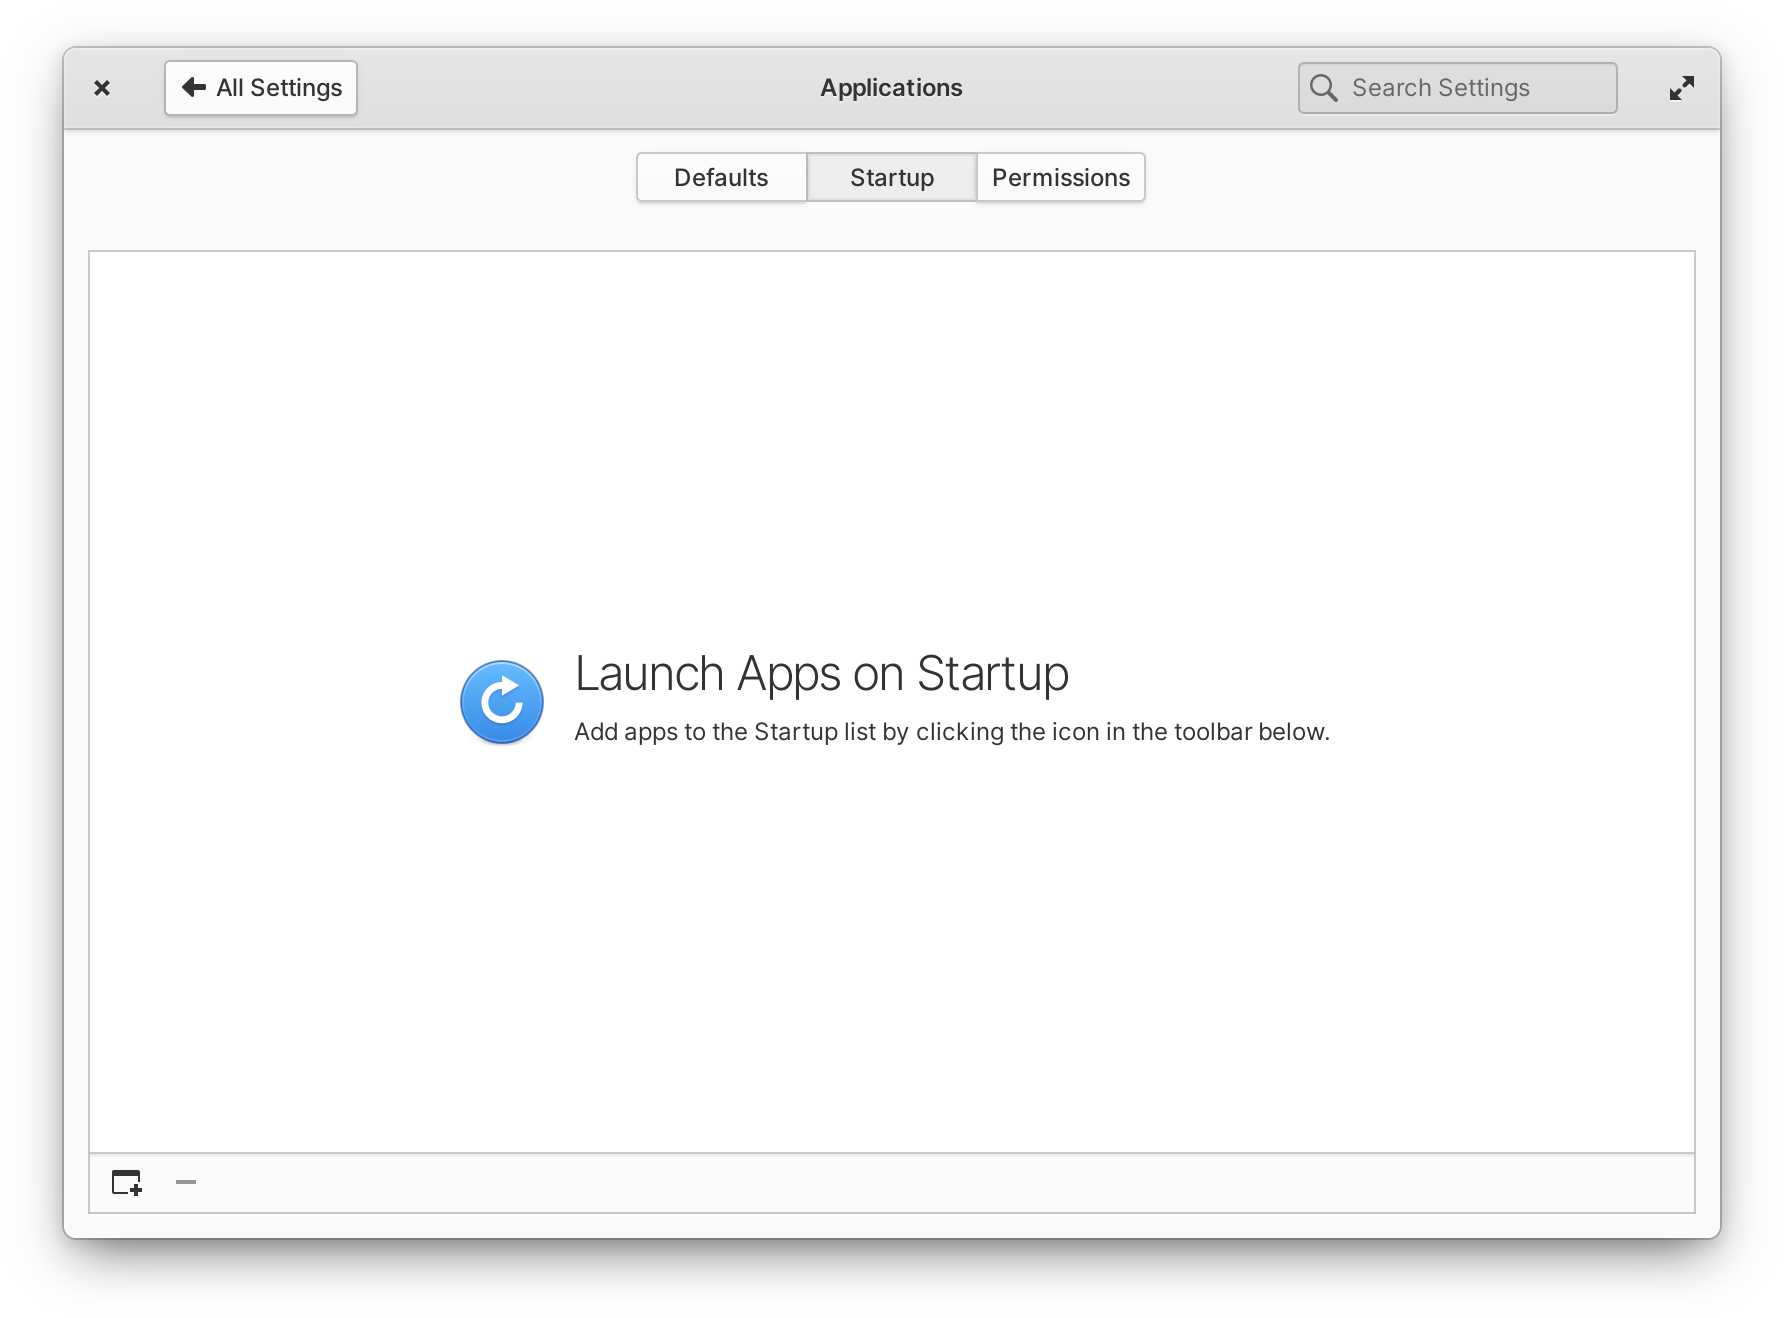 All Settings
Applications
Search Settings
Defaults
Startup
Permissions
Launch Apps on Startup
Add apps to the Startup list by clicking the icon in the toolbar below.